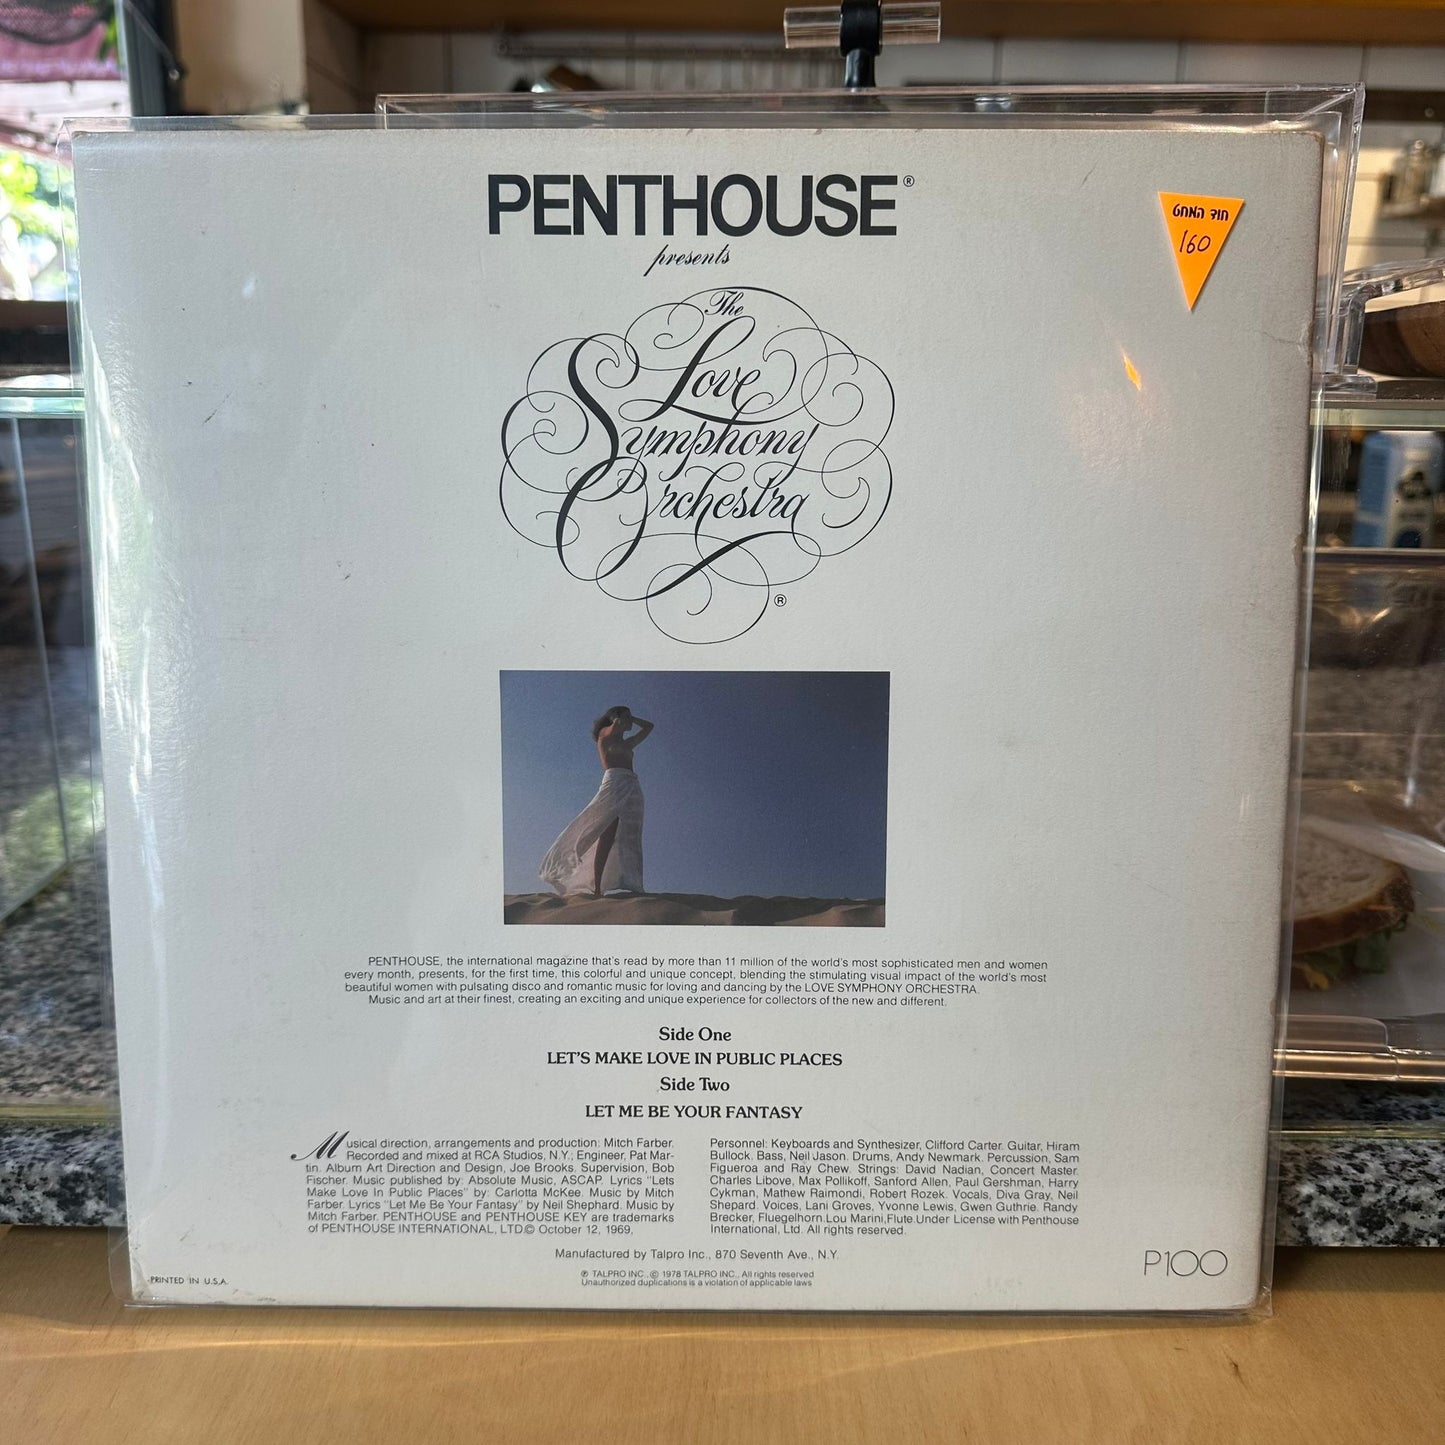 PENTHOUSE®
חוד המחט
160
presents
The
Love
Symphony
Orchestra
®
PENTHOUSE, the international magazine that's read by more than 11 million of the world's most sophisticated men and women
every month, presents, for the first time, this colorful and unique concept, blending the stimulating visual impact of the world's most
beautiful women with pulsating disco and romantic music for loving and dancing by the LOVE SYMPHONY ORCHESTRA.
Music and art at their finest, creating an exciting and unique experience for collectors of the new and different.
Side One
LET'S MAKE LOVE IN PUBLIC PLACES
Side Two
LET ME BE YOUR FANTASY
Musical direction, arrangements and production: Mitch Farber.
Recorded and mixed at RCA Studios, N.Y., Engineer, Pat Mar-
tin. Album Art Direction and Design, Joe Brooks. Supervision, Bob
Fischer. Music published by: Absolute Music, ASCAP. Lyrics "Lets
Make Love In Public Places" by: Carlotta McKee. Music by Mitch
Farber. Lyrics "Let Me Be Your Fantasy" by Neil Shephard. Music by
Mitch Farber. PENTHOUSE and PENTHOUSE KEY are trademarks
of PENTHOUSE INTERNATIONAL, LTD.© October 12, 1969,
Personnel: Keyboards and Synthesizer, Clifford Carter. Guitar, Hiram
Bullock. Bass, Neil Jason. Drums, Andy Newmark. Percussion, Sam
Figueroa and Ray Chew. Strings: David Nadian, Concert Master.
Charles Libove, Max Pollikoff, Sanford Allen, Paul Gershman, Harry
Cykman, Mathew Raimondi, Robert Rozek. Vocals, Diva Gray, Neil
Shepard. Voices, Lani Groves, Yvonne Lewis, Gwen Guthrie. Randy
Brecker, Fluegelhorn.Lou Marini,Flute.Under License with Penthouse
International, Ltd. All rights reserved.
Manufactured by Talpro Inc., 870 Seventh Ave., N.Y.
℗ TALPRO INC., © 1978 TALPRO INC., All rights reserved
Unauthorized duplications is a violation of applicable laws
P100
PRINTED IN U.S.A.